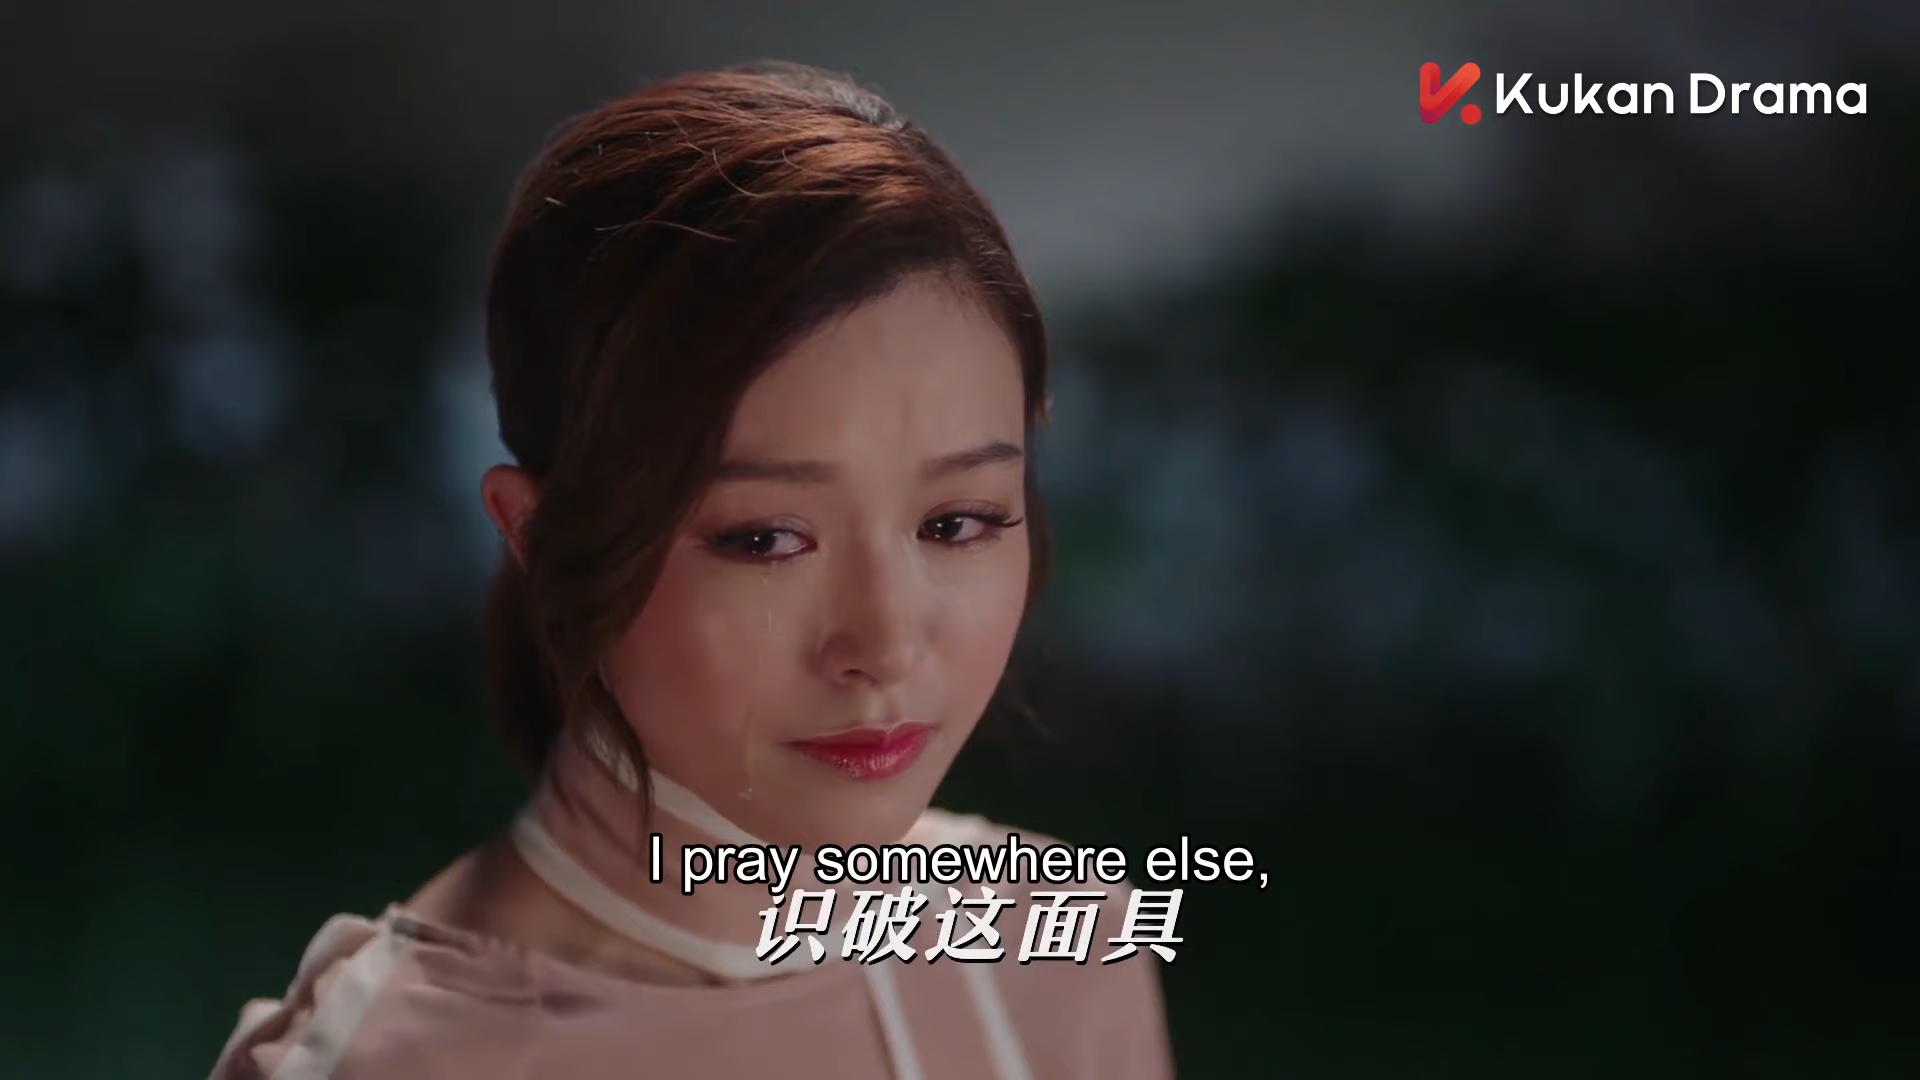 Kukan Drama
I pray somewhere else,
识破这面具